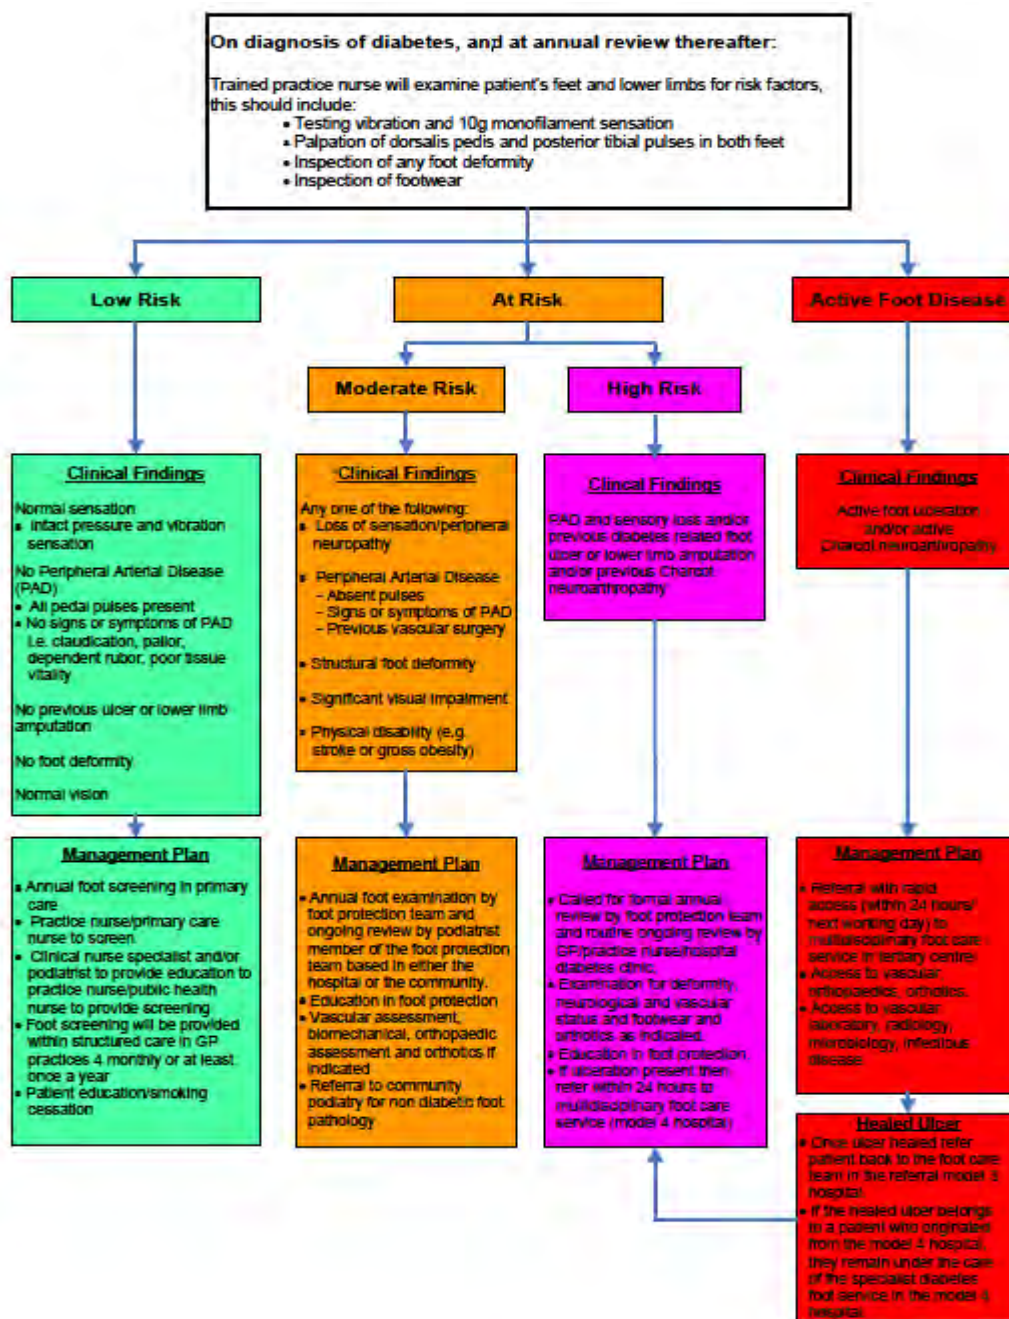 On diagnosis of diabetes, and at annual review thereafter:
Trained practice nurse will examine patient's feet and lower limbs for risk factors,
this should include:
• Testing vibration and 10g monofilament sensation
• Palpation of dorsalis pedis and posterior tibial pulses in both feet
• Inspection of any foot deformity
• Inspection of footwear
Low Risk
At Risk
Active Foot Disease
Moderate Risk
High Risk
Clinical Findings
Normal sensation
• Intact pressure and vibration
sensation
No Peripheral Arterial Disease
(PAD)
• All pedal pulses present
• No signs or symptoms of PAD
i.e. claudication, pallor,
dependent rubor, poor tissue
vitality
No previous ulcer or lower limb
amputation
No foot deformity
Normal vision
Clinical Findings
Any one of the following:
• Loss of sensation/peripheral
neuropathy
• Peripheral Arterial Disease
– Absent pulses
– Signs or symptoms of PAD
– Previous vascular surgery
• Structural foot deformity
• Significant visual impairment
• Physical disability (e.g.
stroke or gross obesity)
Clinical Findings
PAD and sensory loss and/or
previous diabetes related foot
ulcer or lower limb amputation
and/or previous Charcot
neuroarthropathy
Clinical Findings
Active foot ulceration
and/or active
Charcot neuroarthropathy
Management Plan
• Annual foot screening in primary
care
• Practice nurse/primary care
nurse to screen
• Clinical nurse specialist and/or
podiatrist to provide education to
practice nurse/public health
nurse to provide screening
• Foot screening will be provided
within structured care in GP
practices 4 monthly or at least
once a year
• Patient education/smoking
cessation
Management Plan
• Annual foot examination by
foot protection team and
ongoing review by podiatrist
member of the foot protection
team based in either the
hospital or the community.
• Education in foot protection
• Vascular assessment,
biomechanical, orthopaedic
assessment and orthotics if
indicated
• Referral to community
podiatry for non diabetic foot
pathology
Management Plan
• Called for formal annual
review by foot protection team
and routine ongoing review by
GP/practice nurse/hospital
diabetes clinic.
• Examination for deformity,
neurological and vascular
status and footwear and
orthotics as indicated.
• Education in foot protection.
• If ulceration present then
refer within 24 hours to
multidisciplinary foot care
service (model 4 hospital)
Management Plan
• Referral with rapid
access (within 24 hours/
next working day) to
multidisciplinary foot care
service in tertiary centre
• Access to vascular,
orthopaedics, orthotics.
• Access to vascular
laboratory, radiology,
microbiology, infectious
disease
Healed Ulcer
• Once ulcer healed refer
patient back to the foot care
team in the referral model 3
hospital
• If the healed ulcer belongs
to a patient who originated
from the model 4 hospital,
they remain under the care
of the specialist diabetes
foot service in the model 4
hospital